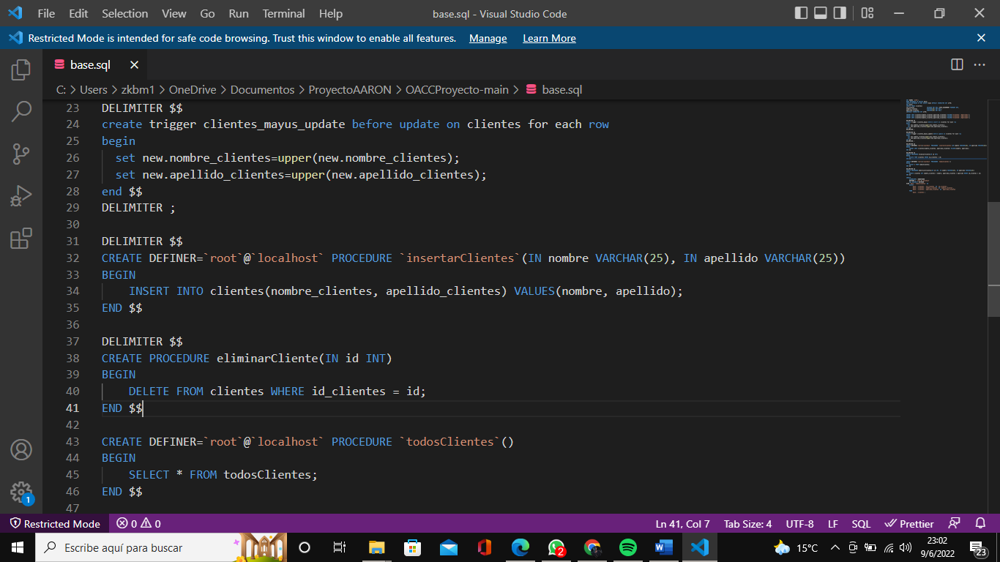 File Edit Selection View Go Run Terminal Help base.sql - Visual Studio Code
Restricted Mode is intended for safe code browsing. Trust this window to enable all features. Manage Learn More
base.sql
C: > Users > zkbm1 > OneDrive > Documentos > ProyectoAARON > OACCProyecto-main > base.sql
23 DELIMITER $$
24 create trigger clientes_mayus_update before update on clientes for each row
25 begin
26 set new.nombre_clientes=upper(new.nombre_clientes);
27 set new.apellido_clientes=upper(new.apellido_clientes);
28 end $$
29 DELIMITER ;
30
31 DELIMITER $$
32 CREATE DEFINER=`root`@`localhost` PROCEDURE `insertarClientes`(IN nombre VARCHAR(25), IN apellido VARCHAR(25))
33 BEGIN
34 INSERT INTO clientes(nombre_clientes, apellido_clientes) VALUES(nombre, apellido);
35 END $$
36
37 DELIMITER $$
38 CREATE PROCEDURE eliminarCliente(IN id INT)
39 BEGIN
40 DELETE FROM clientes WHERE id_clientes = id;
41 END $$
42
43 CREATE DEFINER=`root`@`localhost` PROCEDURE `todosClientes`()
44 BEGIN
45 SELECT * FROM todosClientes;
46 END $$
47
1
Restricted Mode 0 0 Ln 41, Col 7 Tab Size: 4 UTF-8 LF SQL Prettier
Escribe aquí para buscar 2 15°C 23:02
9/6/2022 23